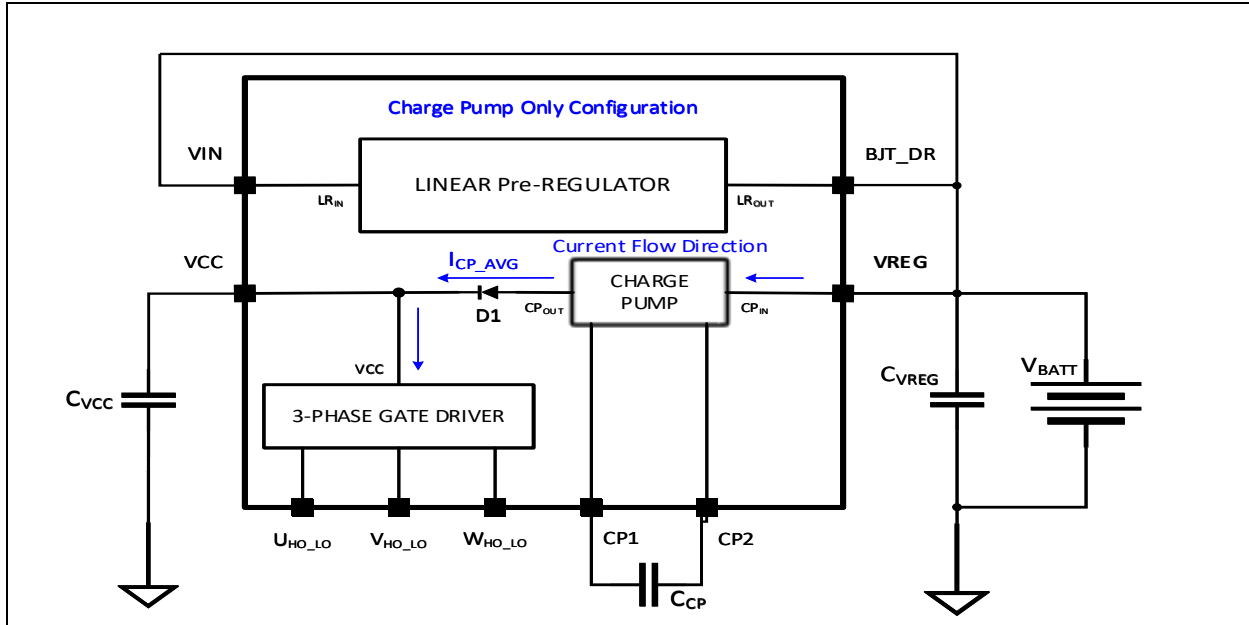 Charge Pump Only Configuration
VIN
BJT_DR
LINEAR Pre-REGULATOR
LRIN
LROUT
Current Flow Direction
VCC
ICP_AVG
VREG
CHARGE
PUMP
CPOUT
CPIN
D1
VBATT
VCC
CVREG
CVCC
3-PHASE GATE DRIVER
UHO_LO
VHO_LO
WHO_LO
CP1
CP2
CCP